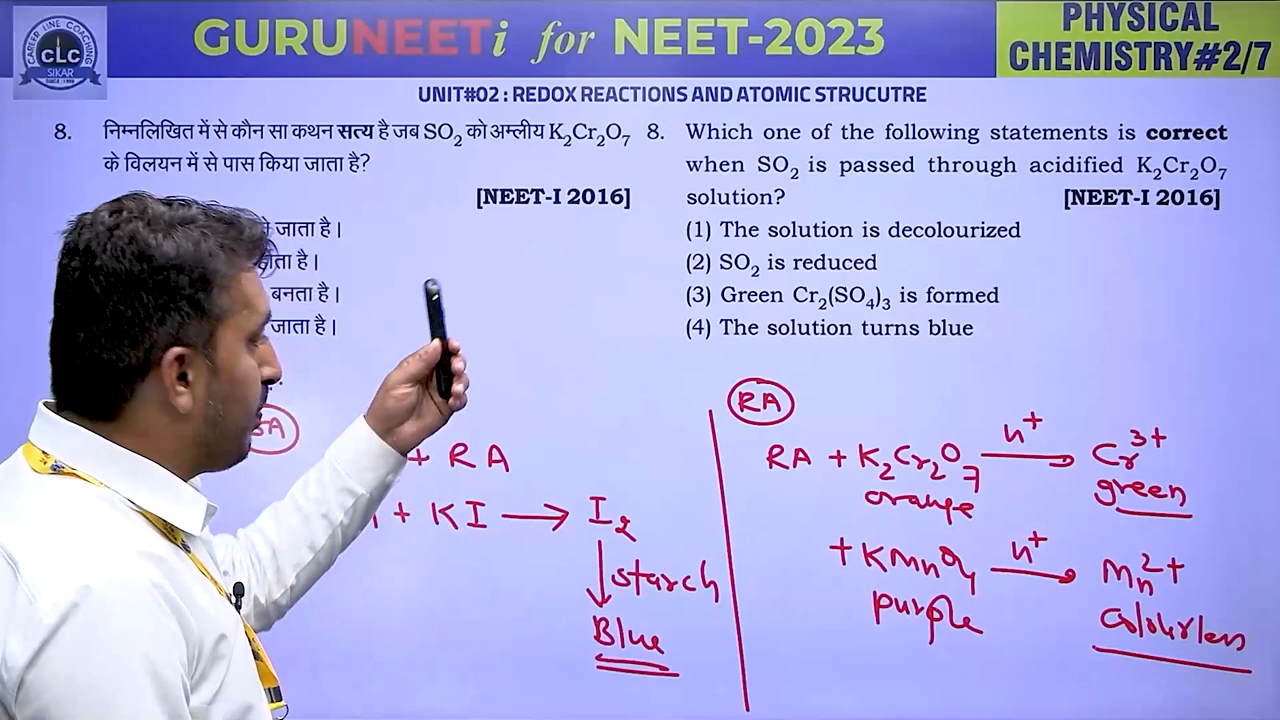 CAREER LINE COACHING
CLC
SIKAR
SINCE : 1996
GURUNEETi for NEET-2023
PHYSICAL
CHEMISTRY#2/7
UNIT#02 : REDOX REACTIONS AND ATOMIC STRUCUTRE
8. निम्नलिखित में से कौन सा कथन सत्य है जब SO₂ को अम्लीय K₂Cr₂O₇
के विलयन में से पास किया जाता है?
[NEET-I 2016]
जाता है।
है।
बनता है।
जाता है।
8. Which one of the following statements is correct
when SO₂ is passed through acidified K₂Cr₂O₇
solution? [NEET-I 2016]
(1) The solution is decolourized
(2) SO₂ is reduced
(3) Green Cr₂(SO₄)₃ is formed
(4) The solution turns blue
+ RA
+ KI → I₂
↓ starch
Blue
RA
RA + K₂Cr₂O₇ H⁺→ Cr³⁺
orange green
+ KMnO₄ H⁺→ Mn²⁺
purple colourless